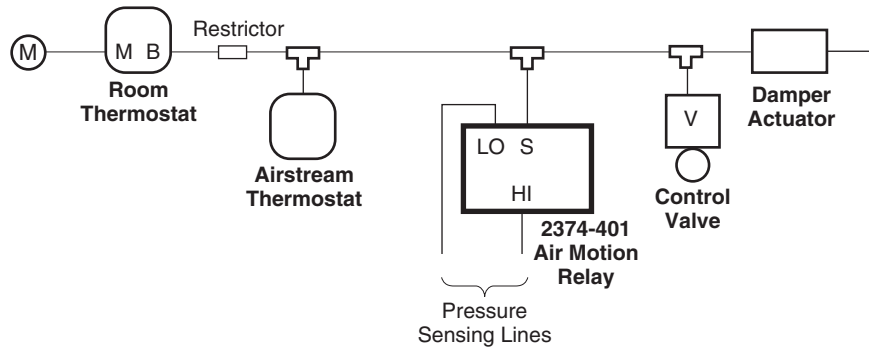 Restrictor
M
M B
Room
Thermostat
Airstream
Thermostat
LO S
HI
2374-401
Air Motion
Relay
Pressure
Sensing Lines
V
Control
Valve
Damper
Actuator